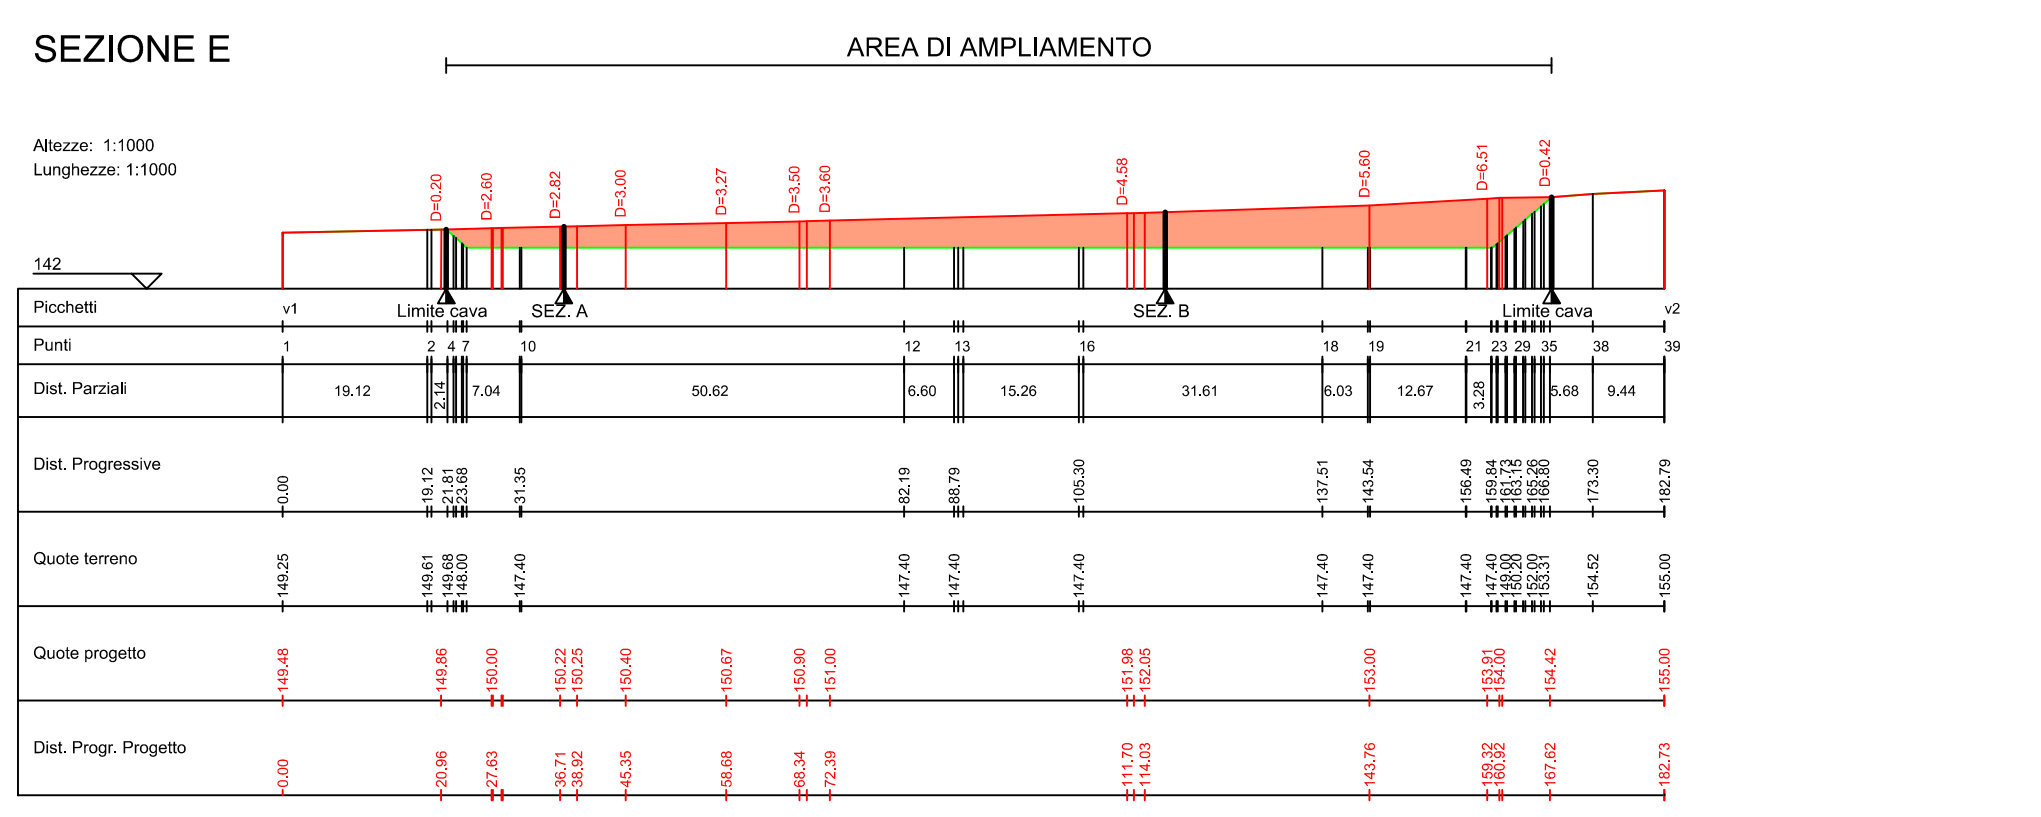 SEZIONE E
AREA DI AMPLIAMENTO
Altezze: 1:1000
Lunghezze: 1:1000
D=0.20 D=2.60 D=2.82 D=3.00 D=3.27 D=3.50 D=3.60 D=4.58 D=5.60 D=6.51 D=0.42
142
Picchetti v1 Limite cava SEZ. A SEZ. B Limite cava v2
Punti 1 2 4 7 10 12 13 16 18 19 21 23 29 35 38 39
Dist. Parziali 19.12 2.14 7.04 50.62 6.60 15.26 31.61 6.03 12.67 3.28 5.68 9.44
Dist. Progressive 0.00 19.12 21.81 23.68 31.35 82.19 88.79 105.30 137.51 143.54 156.49 159.84 161.73 163.15 165.26 166.80 173.30 182.79
Quote terreno 149.25 149.61 149.68 148.00 147.40 147.40 147.40 147.40 147.40 147.40 147.40 147.40 149.00 150.20 152.00 153.31 154.52 155.00
Quote progetto 149.48 149.86 150.00 150.22 150.25 150.40 150.67 150.90 151.00 151.98 152.05 153.00 153.91 154.00 154.42 155.00
Dist. Progr. Progetto 0.00 20.96 27.63 36.71 38.92 45.35 58.68 68.34 72.39 111.70 114.03 143.76 159.32 160.92 167.62 182.73